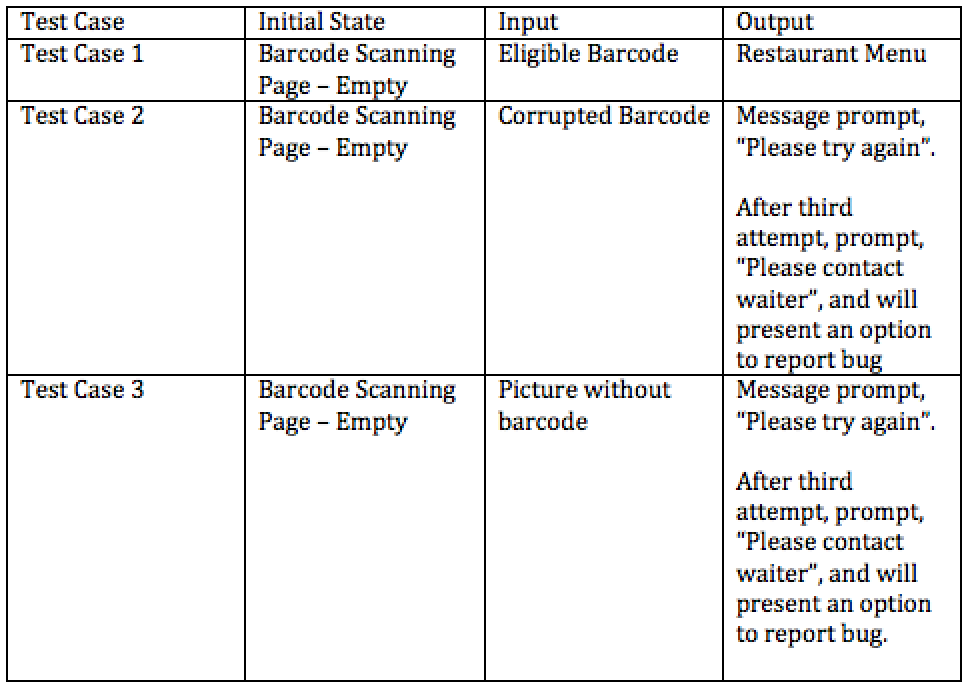 Test Case Initial State Input Output
Test Case 1 Barcode Scanning Page – Empty Eligible Barcode Restaurant Menu
Test Case 2 Barcode Scanning Page – Empty Corrupted Barcode Message prompt,
“Please try again”.
After third
attempt, prompt,
“Please contact
waiter”, and will
present an option
to report bug
Test Case 3 Barcode Scanning Page – Empty Picture without barcode Message prompt,
“Please try again”.
After third
attempt, prompt,
“Please contact
waiter”, and will
present an option
to report bug.